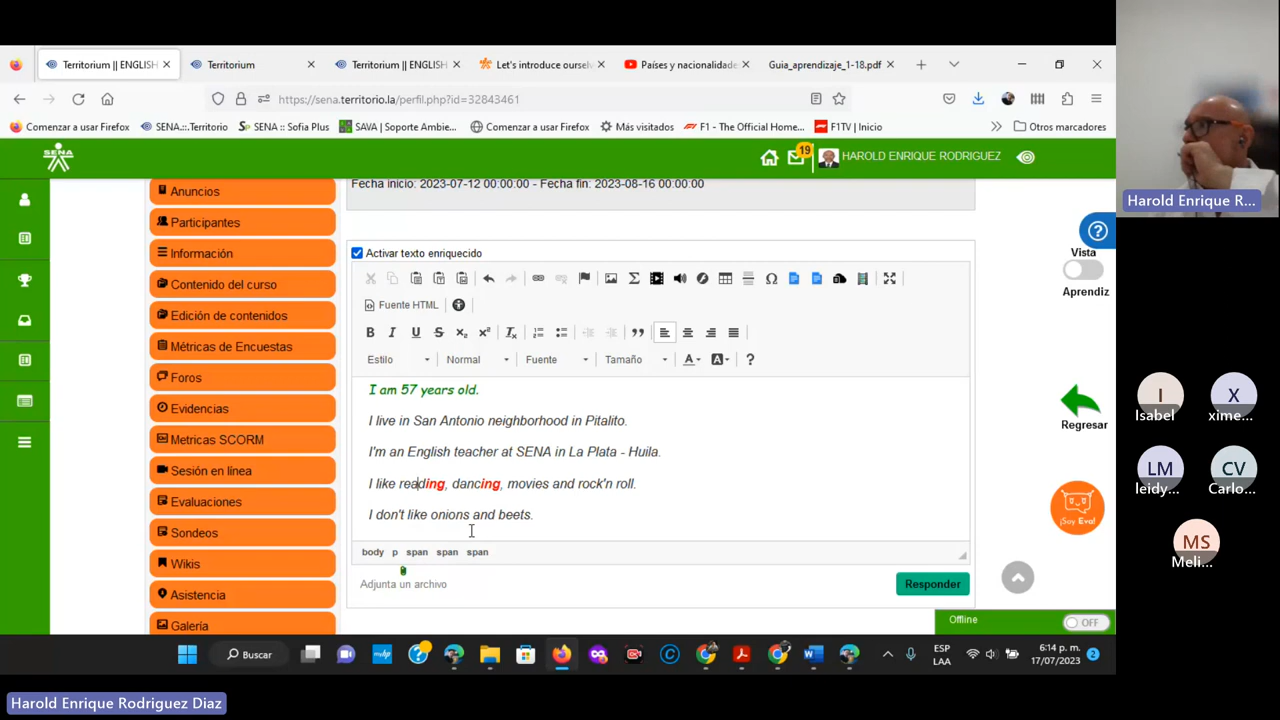 Territorium || ENGLISH
Territorium
Territorium || ENGLISH
Let's introduce oursel
Países y nacionalidade
Guia_aprendizaje_1-18.pdf
https://sena.territorio.la/perfil.php?id=32843461
Comenzar a usar Firefox
SENA.::.Territorio
SENA :: Sofia Plus
SAVA | Soporte Ambie...
Comenzar a usar Firefox
Más visitados
F1 - The Official Home...
F1TV | Inicio
Otros marcadores
SENA
19
HAROLD ENRIQUE RODRIGUEZ
Anuncios
Participantes
Información
Contenido del curso
Edición de contenidos
Métricas de Encuestas
Foros
Evidencias
Metricas SCORM
Sesión en línea
Evaluaciones
Sondeos
Wikis
Asistencia
Galería
Fecha inicio: 2023-07-12 00:00:00 - Fecha fin: 2023-08-16 00:00:00
Activar texto enriquecido
Fuente HTML
Estilo
Normal
Fuente
Tamaño
I am 57 years old.
I live in San Antonio neighborhood in Pitalito.
I'm an English teacher at SENA in La Plata - Huila.
I like reading, dancing, movies and rock'n roll.
I don't like onions and beets.
body p span span span
Adjunta un archivo
Responder
Vista
Aprendiz
Regresar
¡Soy Eva!
Offline
OFF
Buscar
ESP
LAA
6:14 p. m.
17/07/2023
2
Harold Enrique R...
Isabel
xime...
leidy...
Carlo...
Meli...
I
X
LM
CV
MS
Harold Enrique Rodriguez Diaz